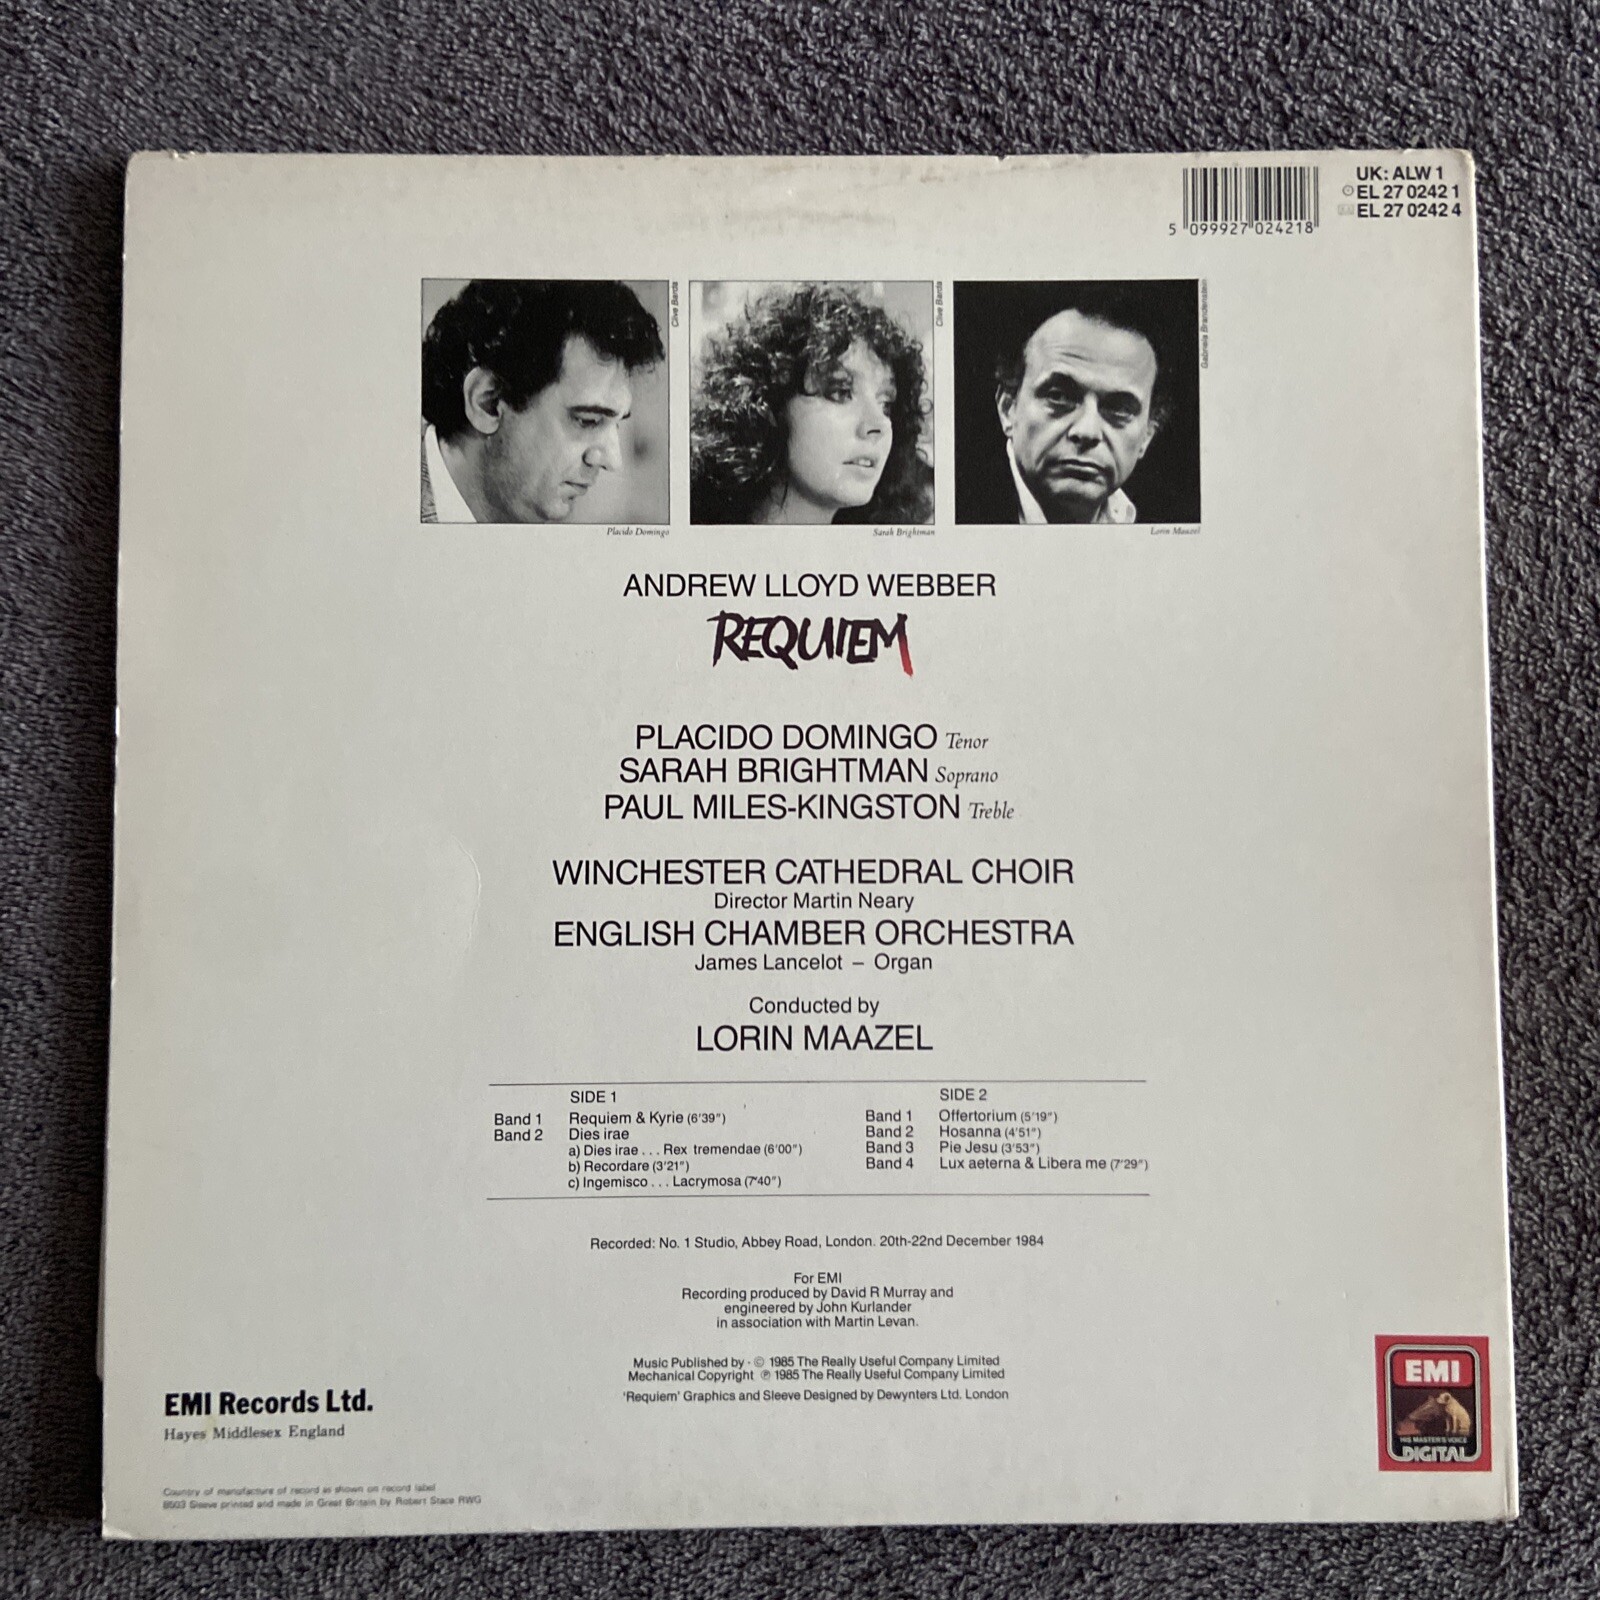 UK: ALW 1
EL 27 0242 1
EL 27 0242 4
5 099927 024218
Clive Barda
Clive Barda
Gabriela Brandenstein
Placido Domingo
Sarah Brightman
Lorin Maazel
ANDREW LLOYD WEBBER
REQUIEM
PLACIDO DOMINGO Tenor
SARAH BRIGHTMAN Soprano
PAUL MILES-KINGSTON Treble
WINCHESTER CATHEDRAL CHOIR
Director Martin Neary
ENGLISH CHAMBER ORCHESTRA
James Lancelot – Organ
Conducted by
LORIN MAAZEL
SIDE 1
Band 1 Requiem & Kyrie (6'39")
Band 2 Dies irae
a) Dies irae . . . Rex tremendae (6'00")
b) Recordare (3'21")
c) Ingemisco . . . Lacrymosa (7'40")
SIDE 2
Band 1 Offertorium (5'19")
Band 2 Hosanna (4'51")
Band 3 Pie Jesu (3'53")
Band 4 Lux aeterna & Libera me (7'29")
Recorded: No. 1 Studio, Abbey Road, London. 20th-22nd December 1984
For EMI
Recording produced by David R Murray and
engineered by John Kurlander
in association with Martin Levan.
Music Published by · © 1985 The Really Useful Company Limited
Mechanical Copyright ℗ 1985 The Really Useful Company Limited
'Requiem' Graphics and Sleeve Designed by Dewynters Ltd. London
EMI Records Ltd.
Hayes Middlesex England
Country of manufacture of record as shown on record label
8503 Sleeve printed and made in Great Britain by Robert Stace RWG
EMI
HIS MASTER'S VOICE
DIGITAL